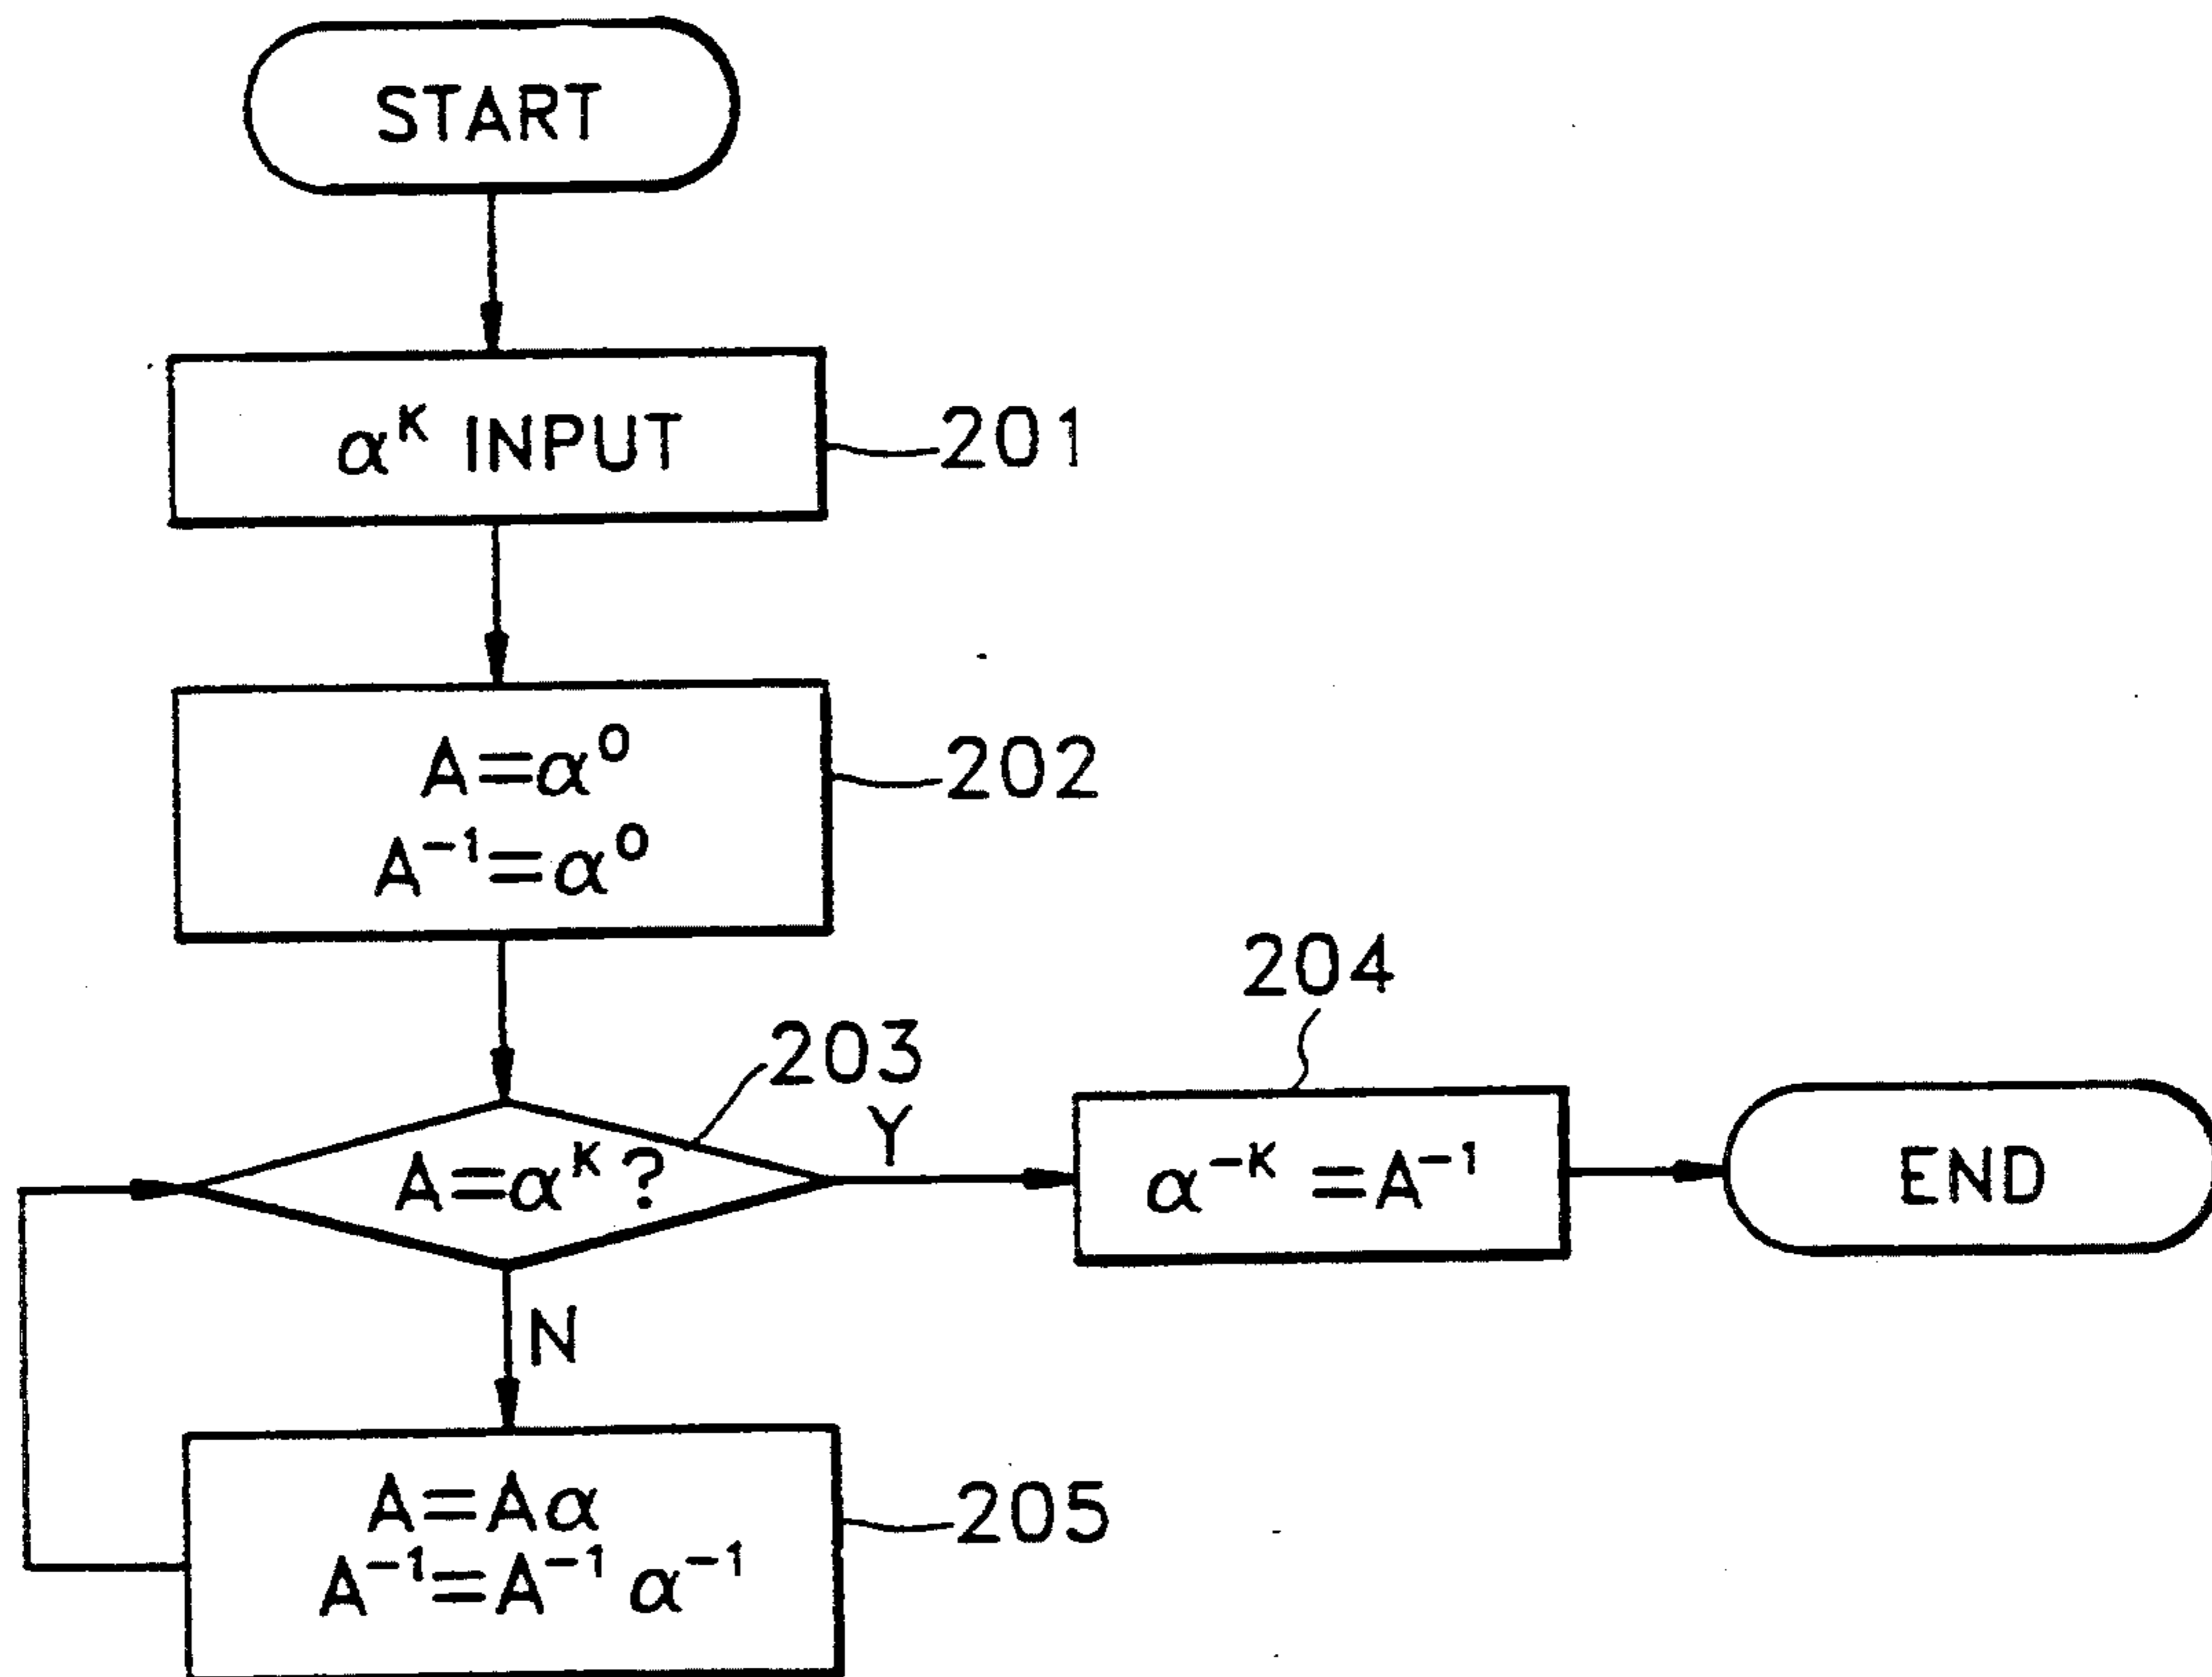 START
α^K INPUT
201
A=α^0
A^-1=α^0
202
203
A=α^K ?
Y
204
α^-K =A^-1
END
N
A=Aα
A^-1=A^-1 α^-1
205